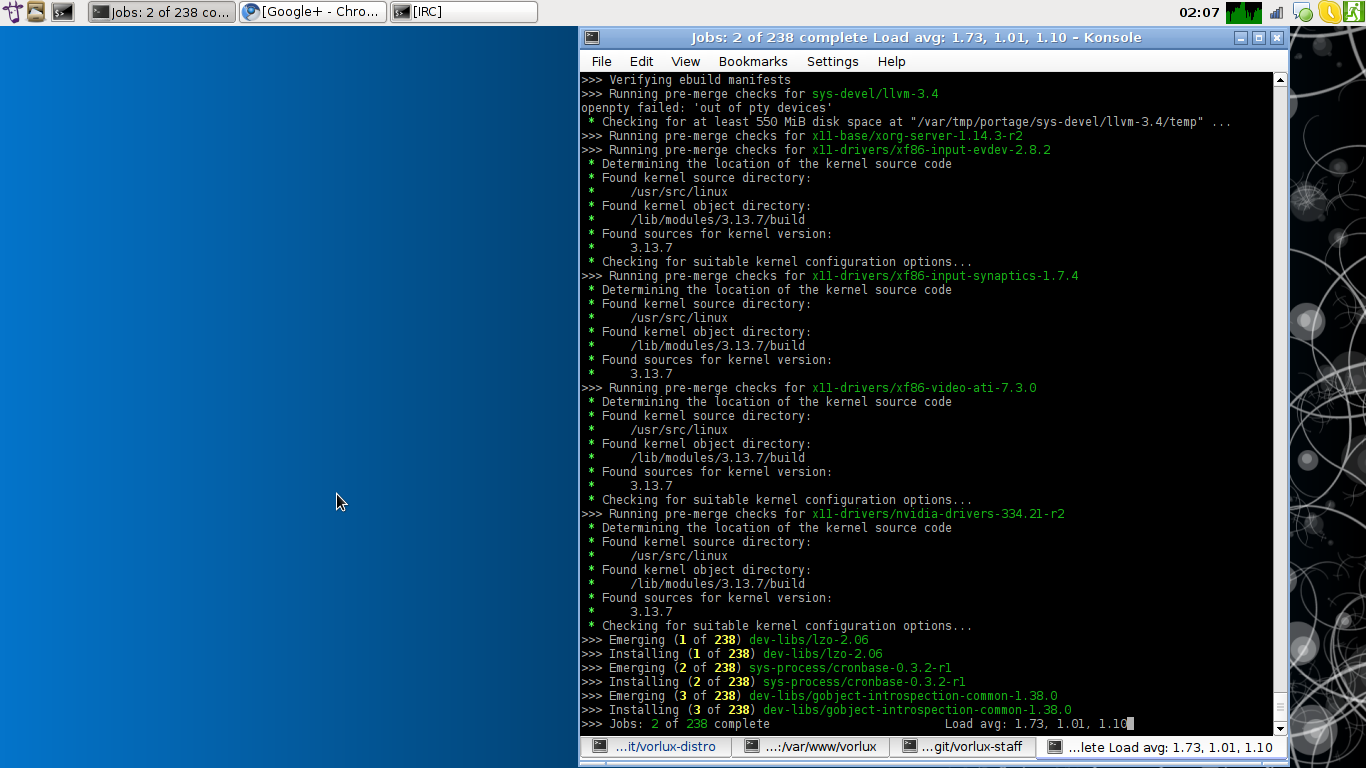 Jobs: 2 of 238 co...
[Google+ - Chro...
[IRC]
02:07
Jobs: 2 of 238 complete Load avg: 1.73, 1.01, 1.10 – Konsole
File Edit View Bookmarks Settings Help
>>> Verifying ebuild manifests
>>> Running pre-merge checks for sys-devel/llvm-3.4
openpty failed: 'out of pty devices'
* Checking for at least 550 MiB disk space at "/var/tmp/portage/sys-devel/llvm-3.4/temp" ...
>>> Running pre-merge checks for x11-base/xorg-server-1.14.3-r2
>>> Running pre-merge checks for x11-drivers/xf86-input-evdev-2.8.2
* Determining the location of the kernel source code
* Found kernel source directory:
*     /usr/src/linux
* Found kernel object directory:
*     /lib/modules/3.13.7/build
* Found sources for kernel version:
*     3.13.7
* Checking for suitable kernel configuration options...
>>> Running pre-merge checks for x11-drivers/xf86-input-synaptics-1.7.4
* Determining the location of the kernel source code
* Found kernel source directory:
*     /usr/src/linux
* Found kernel object directory:
*     /lib/modules/3.13.7/build
* Found sources for kernel version:
*     3.13.7
>>> Running pre-merge checks for x11-drivers/xf86-video-ati-7.3.0
* Determining the location of the kernel source code
* Found kernel source directory:
*     /usr/src/linux
* Found kernel object directory:
*     /lib/modules/3.13.7/build
* Found sources for kernel version:
*     3.13.7
* Checking for suitable kernel configuration options...
>>> Running pre-merge checks for x11-drivers/nvidia-drivers-334.21-r2
* Determining the location of the kernel source code
* Found kernel source directory:
*     /usr/src/linux
* Found kernel object directory:
*     /lib/modules/3.13.7/build
* Found sources for kernel version:
*     3.13.7
* Checking for suitable kernel configuration options...
>>> Emerging (1 of 238) dev-libs/lzo-2.06
>>> Installing (1 of 238) dev-libs/lzo-2.06
>>> Emerging (2 of 238) sys-process/cronbase-0.3.2-r1
>>> Installing (2 of 238) sys-process/cronbase-0.3.2-r1
>>> Emerging (3 of 238) dev-libs/gobject-introspection-common-1.38.0
>>> Installing (3 of 238) dev-libs/gobject-introspection-common-1.38.0
>>> Jobs: 2 of 238 complete Load avg: 1.73, 1.01, 1.10
...it/vorlux-distro
...:/var/www/vorlux
...git/vorlux-staff
...lete Load avg: 1.73, 1.01, 1.10